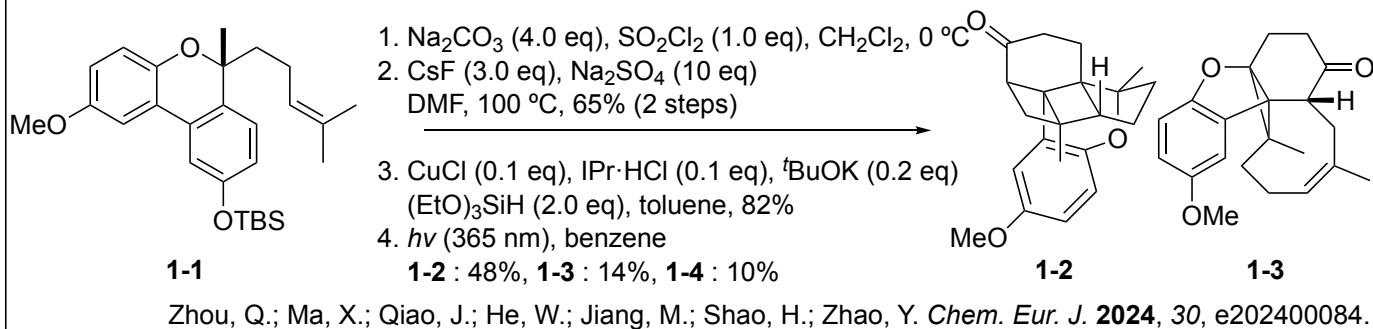 1. Na₂CO₃ (4.0 eq), SO₂Cl₂ (1.0 eq), CH₂Cl₂, 0 ºC
2. CsF (3.0 eq), Na₂SO₄ (10 eq)
DMF, 100 ºC, 65% (2 steps)
3. CuCl (0.1 eq), IPr·HCl (0.1 eq), ᵗBuOK (0.2 eq)
(EtO)₃SiH (2.0 eq), toluene, 82%
4. hν (365 nm), benzene
1-2 : 48%, 1-3 : 14%, 1-4 : 10%
O
MeO
OTBS
1-1
O
H
O
MeO
1-2
O
O
H
OMe
1-3
Zhou, Q.; Ma, X.; Qiao, J.; He, W.; Jiang, M.; Shao, H.; Zhao, Y. Chem. Eur. J. 2024, 30, e202400084.